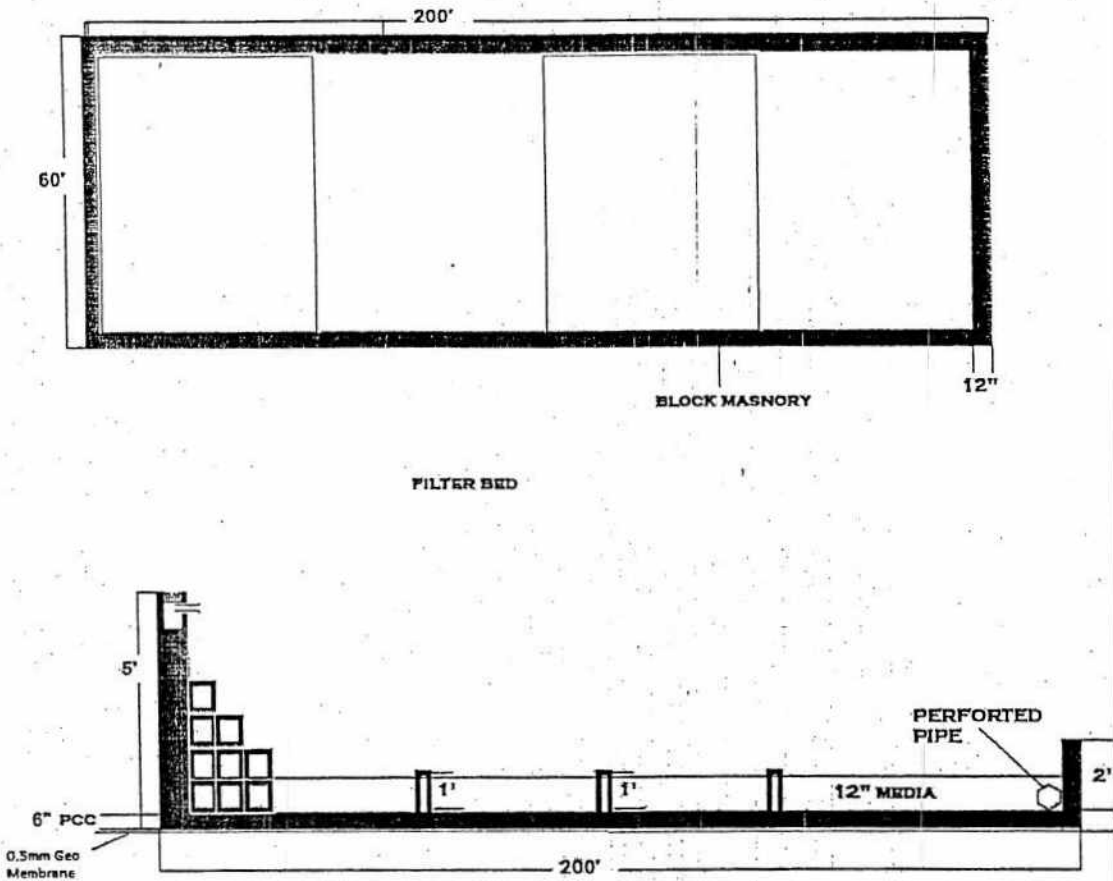 200'
60'
12"
BLOCK MASNORY
FILTER BED
5'
PERFORTED
PIPE
2'
1'
1'
12" MEDIA
6" PCC
0.5mm Geo
Membrane
200'